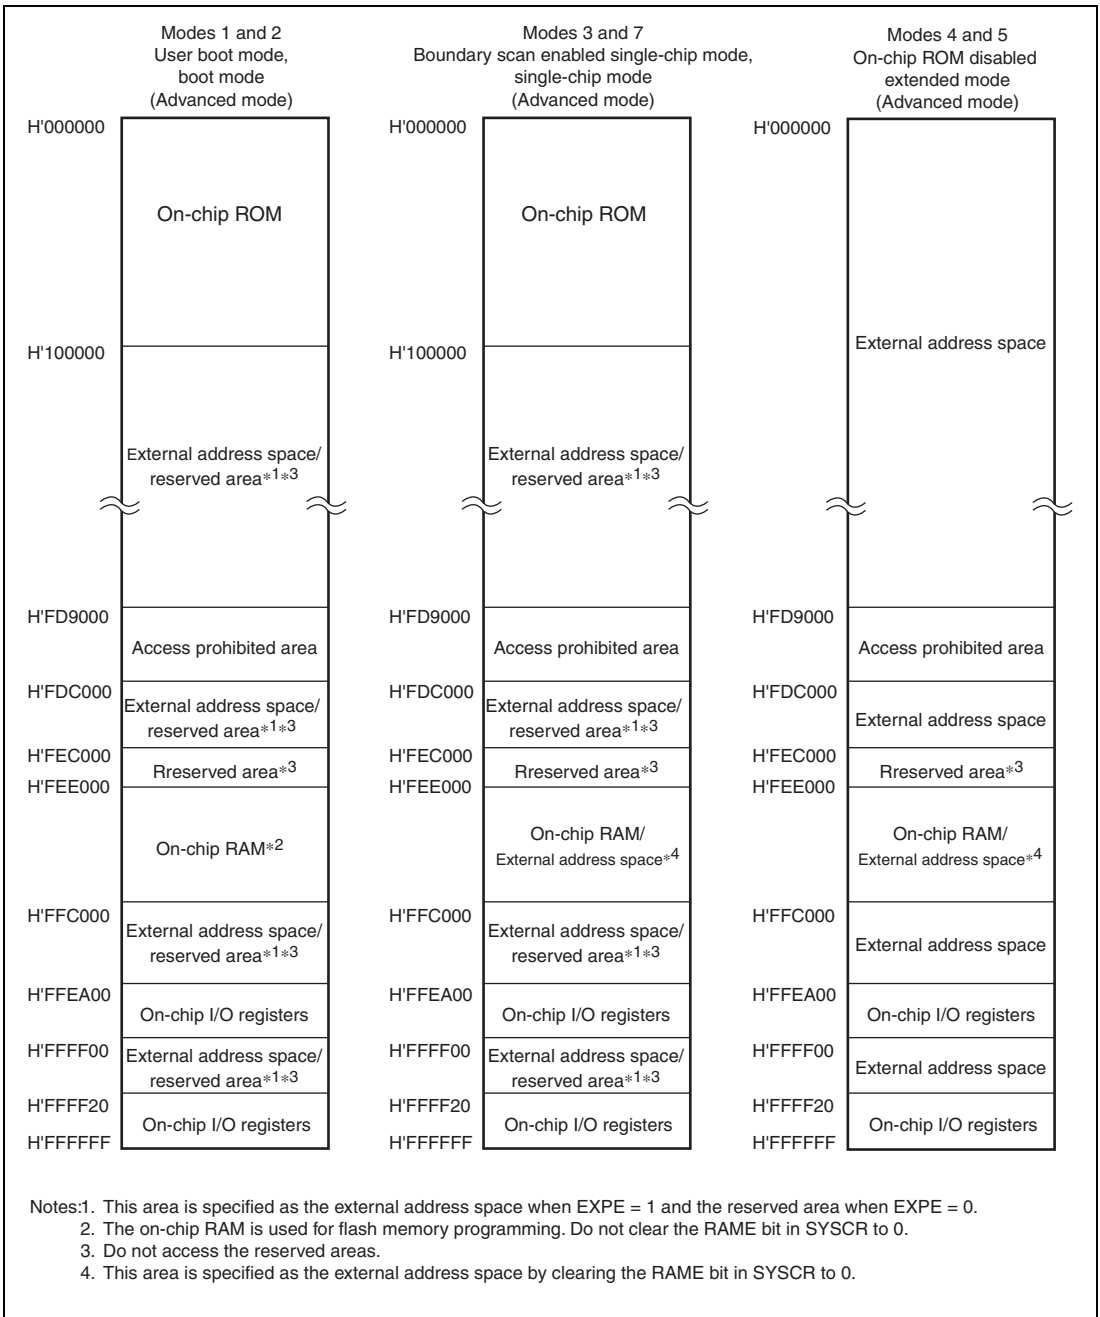 Modes 1 and 2
User boot mode,
boot mode
(Advanced mode)
H'000000
On-chip ROM
H'100000
External address space/
reserved area*1*3
H'FD9000
Access prohibited area
H'FDC000
External address space/
reserved area*1*3
H'FEC000
Rreserved area*3
H'FEE000
On-chip RAM*2
H'FFC000
External address space/
reserved area*1*3
H'FFEA00
On-chip I/O registers
H'FFFF00
External address space/
reserved area*1*3
H'FFFF20
On-chip I/O registers
H'FFFFFF
Modes 3 and 7
Boundary scan enabled single-chip mode,
single-chip mode
(Advanced mode)
H'000000
On-chip ROM
H'100000
External address space/
reserved area*1*3
H'FD9000
Access prohibited area
H'FDC000
External address space/
reserved area*1*3
H'FEC000
Rreserved area*3
H'FEE000
On-chip RAM/
External address space*4
H'FFC000
External address space/
reserved area*1*3
H'FFEA00
On-chip I/O registers
H'FFFF00
External address space/
reserved area*1*3
H'FFFF20
On-chip I/O registers
H'FFFFFF
Modes 4 and 5
On-chip ROM disabled
extended mode
(Advanced mode)
H'000000
External address space
H'FD9000
Access prohibited area
H'FDC000
External address space
H'FEC000
Rreserved area*3
H'FEE000
On-chip RAM/
External address space*4
H'FFC000
External address space
H'FFEA00
On-chip I/O registers
H'FFFF00
External address space
H'FFFF20
On-chip I/O registers
H'FFFFFF
Notes:1. This area is specified as the external address space when EXPE = 1 and the reserved area when EXPE = 0.
2. The on-chip RAM is used for flash memory programming. Do not clear the RAME bit in SYSCR to 0.
3. Do not access the reserved areas.
4. This area is specified as the external address space by clearing the RAME bit in SYSCR to 0.